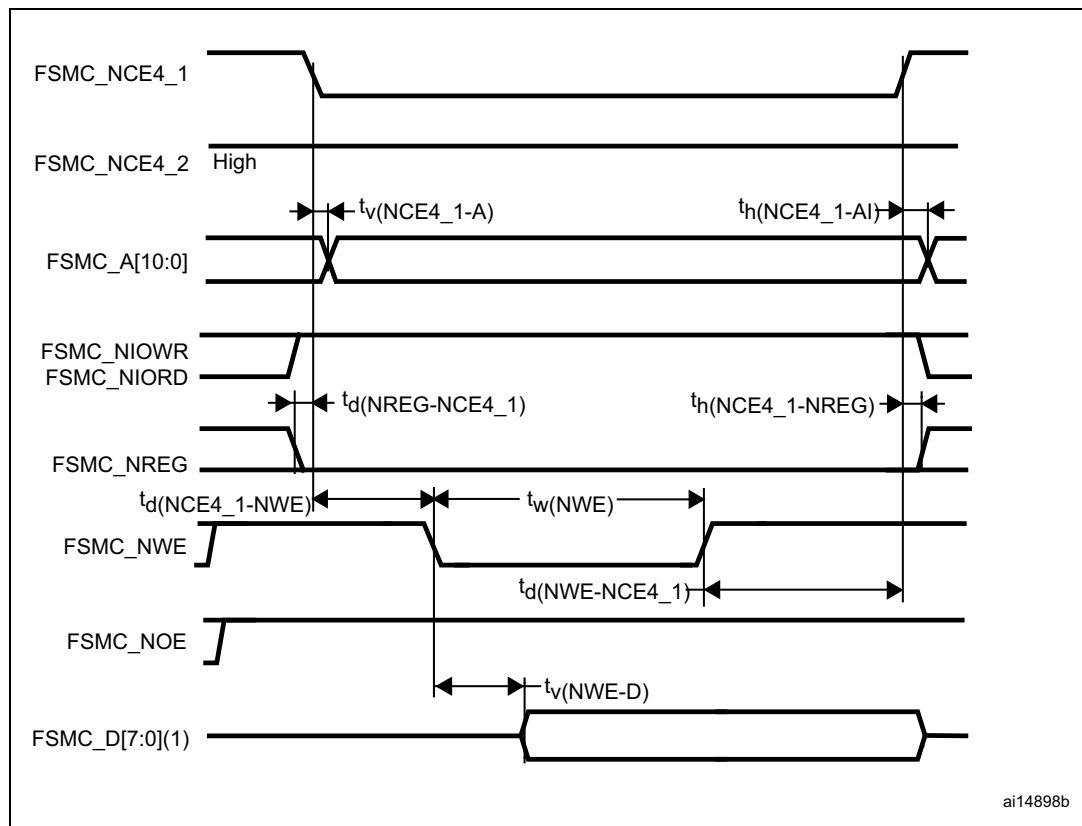 FSMC_NCE4_1
FSMC_NCE4_2 High
tv(NCE4_1-A)
th(NCE4_1-AI)
FSMC_A[10:0]
FSMC_NIOWR
FSMC_NIORD
td(NREG-NCE4_1)
th(NCE4_1-NREG)
FSMC_NREG
td(NCE4_1-NWE)
tw(NWE)
FSMC_NWE
td(NWE-NCE4_1)
FSMC_NOE
tv(NWE-D)
FSMC_D[7:0](1)
ai14898b